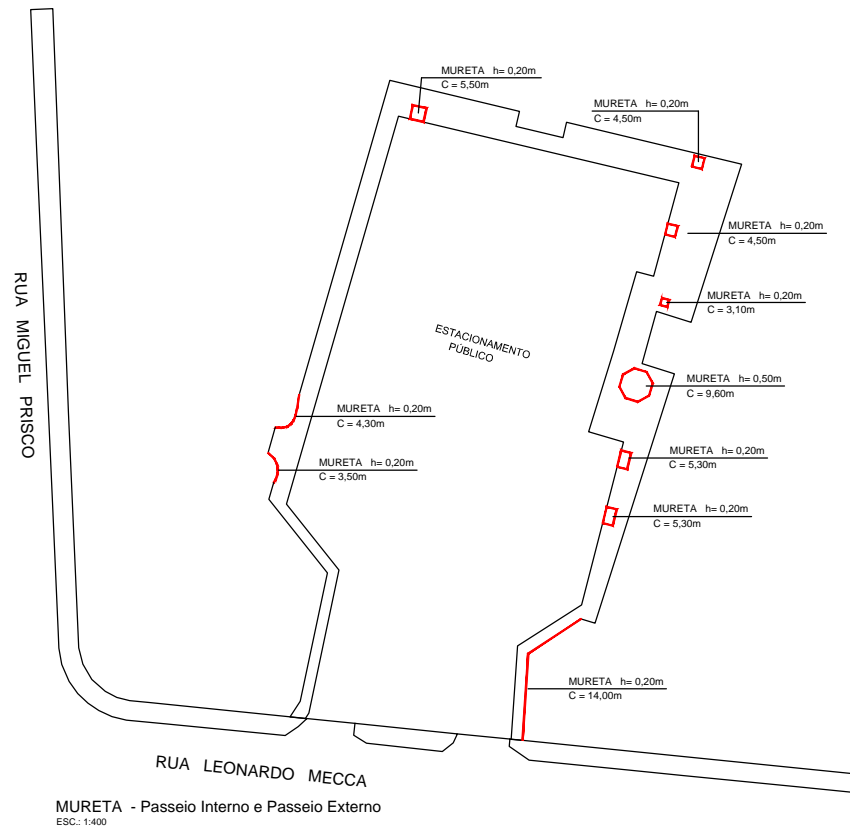 MURETA h= 0,20m
C = 5,50m
MURETA h= 0,20m
C = 4,50m
MURETA h= 0,20m
C = 4,50m
RUA MIGUEL PRISCO
MURETA h= 0,20m
C = 3,10m
ESTACIONAMENTO
PÚBLICO
MURETA h= 0,50m
C = 9,60m
MURETA h= 0,20m
C = 4,30m
MURETA h= 0,20m
C = 5,30m
MURETA h= 0,20m
C = 3,50m
MURETA h= 0,20m
C = 5,30m
MURETA h= 0,20m
C = 14,00m
RUA LEONARDO MECCA
MURETA - Passeio Interno e Passeio Externo
ESC.: 1:400